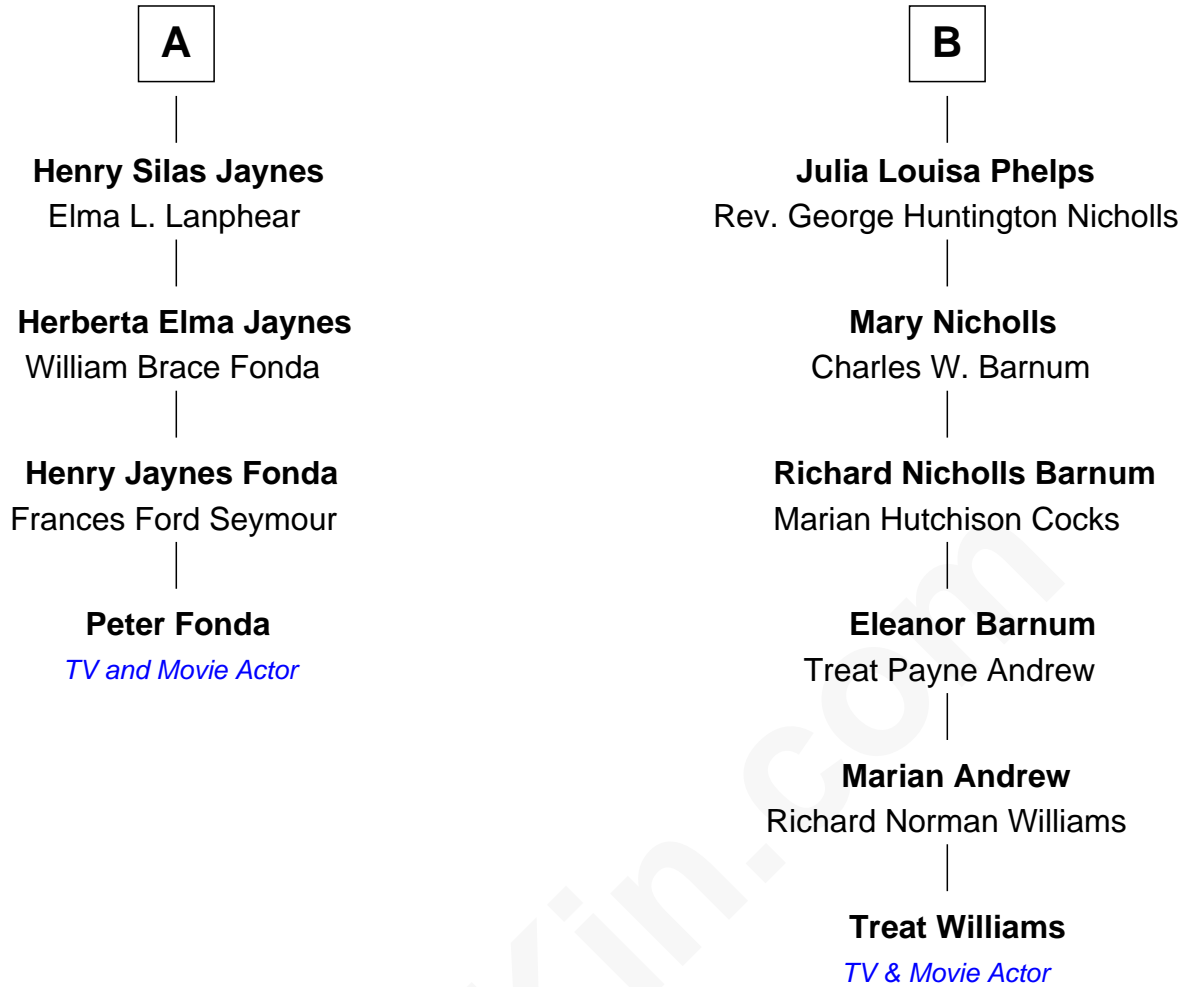 A
Henry Silas Jaynes
Elma L. Lanphear
Herberta Elma Jaynes
William Brace Fonda
Henry Jaynes Fonda
Frances Ford Seymour
Peter Fonda
TV and Movie Actor
B
Julia Louisa Phelps
Rev. George Huntington Nicholls
Mary Nicholls
Charles W. Barnum
Richard Nicholls Barnum
Marian Hutchison Cocks
Eleanor Barnum
Treat Payne Andrew
Marian Andrew
Richard Norman Williams
Treat Williams
TV & Movie Actor
Kin.com